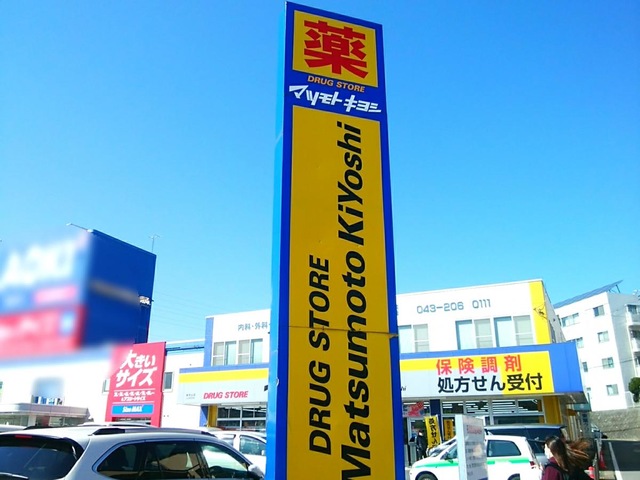 薬
DRUG STORE
マツモトキヨシ
DRUG STORE
Matsumoto KiYoshi
043-206 0111
内科・外科
保険調剤
処方せん受付
DRUG STORE
大きい
サイズ